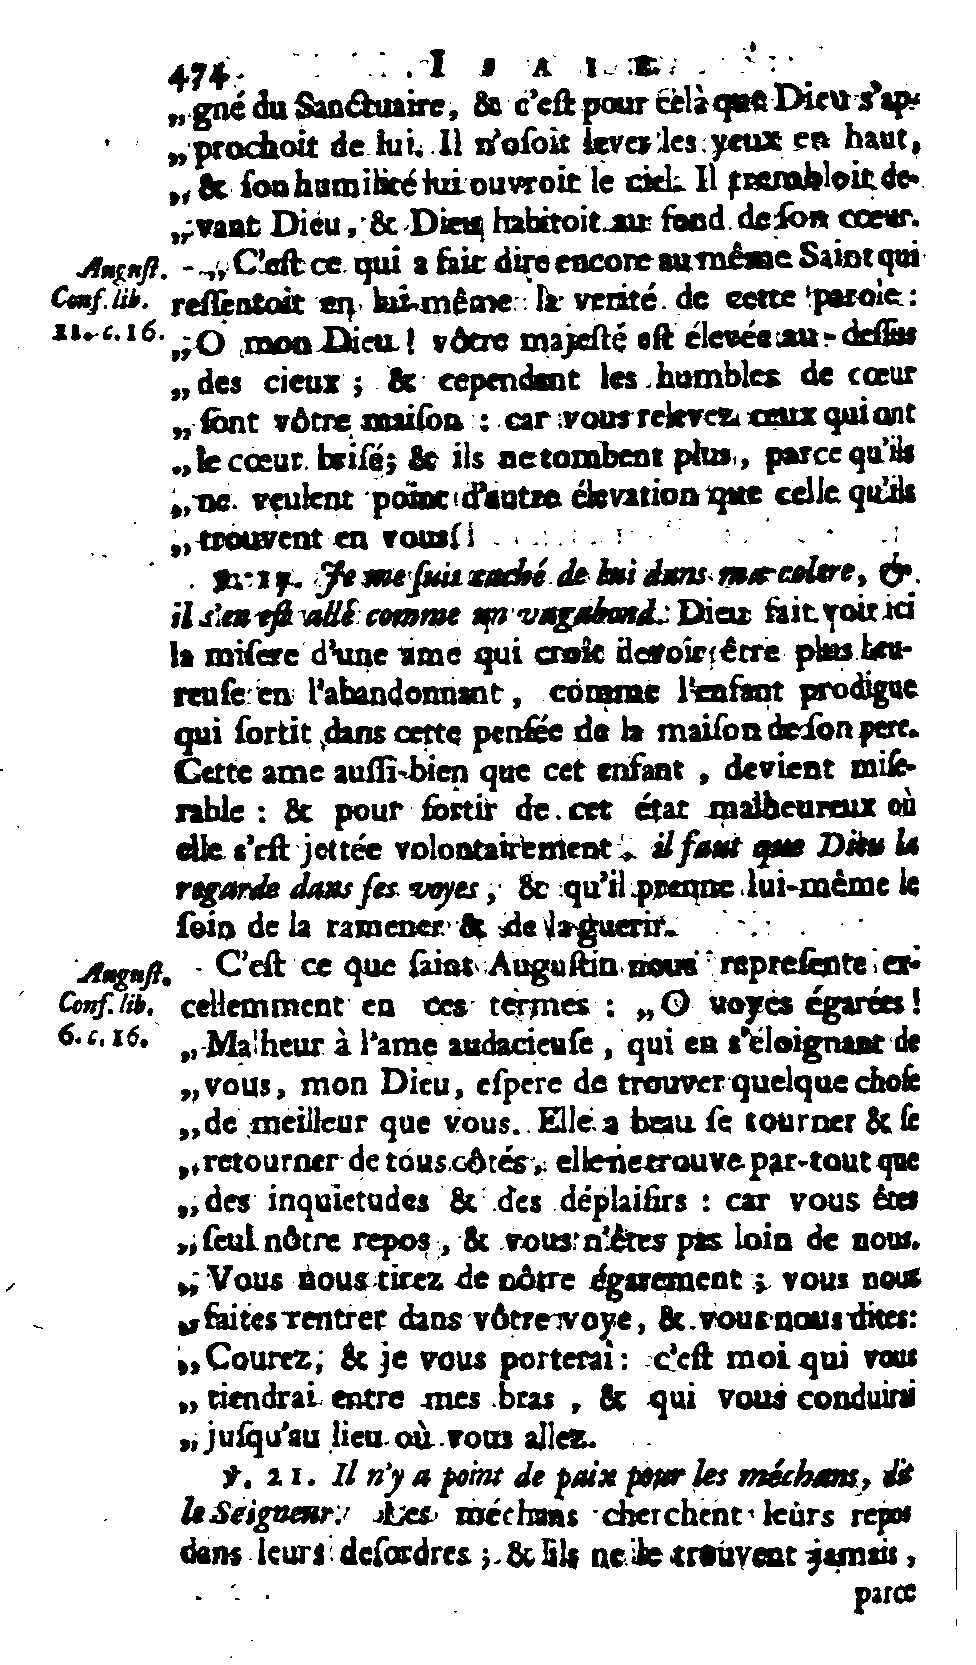 474 ISAIE.
„gné du Sanctuaire, & c'eſt pour celà que Dieu s'ap-
„prochoit de lui. Il n'oſoit lever les yeux en haut,
„& ſon humilité lui ouvroit le ciel. Il trembloit de-
„vant Dieu, & Dieu habitoit au fond de ſon cœur.
„C'eſt ce qui a fait dire encore au même Saint qui
Auguſt.
Conf. lib.
11. c. 16.
reſſentoit en lui-même la verité de cette parole:
„O mon Dieu! vôtre majeſté eſt élevée au-deſſus
„des cieux; & cependant les humbles de cœur
„ſont vôtre maiſon: car vous relevez ceux qui ont
„le cœur briſé; & ils ne tombent plus, parce qu'ils
„ne veulent point d'autre élevation que celle qu'ils
„trouvent en vous!
℣. 17. Je me ſuis caché de lui dans ma colere, &
il s'en eſt allé comme un vagabond. Dieu fait voir ici
la miſere d'une ame qui croit devoir être plus heu-
reuſe en l'abandonnant, comme l'enfant prodigue
qui ſortit dans cette penſée de la maiſon de ſon pere.
Cette ame auſſi-bien que cet enfant, devient miſe-
rable: & pour ſortir de cet état malheureux où
elle s'eſt jettée volontairement, il faut que Dieu la
regarde dans ſes voyes, & qu'il prenne lui-même le
ſoin de la ramener & de la guerir.
C'eſt ce que ſaint Auguſtin nous repreſente ex-
Auguſt.
Conf. lib.
6. c. 16.
cellemment en ces termes: „O voyes égarées!
„Malheur à l'ame audacieuſe, qui en s'éloignant de
„vous, mon Dieu, eſpere de trouver quelque choſe
„de meilleur que vous. Elle a beau ſe tourner & ſe
„retourner de tous côtés, elle ne trouve par-tout que
„des inquietudes & des déplaiſirs: car vous êtes
„ſeul nôtre repos, & vous n'êtes pas loin de nous.
„Vous nous tirez de nôtre égarement; vous nous
„faites rentrer dans vôtre voye, & vous nous dites:
„Courez, & je vous porterai: c'eſt moi qui vous
„tiendrai entre mes bras, & qui vous conduirai
„juſqu'au lieu où vous allez.
℣. 21. Il n'y a point de paix pour les méchans, dit
le Seigneur. Les méchans cherchent leurs repos
dans leurs deſordres; & ils ne le trouvent jamais,
parce